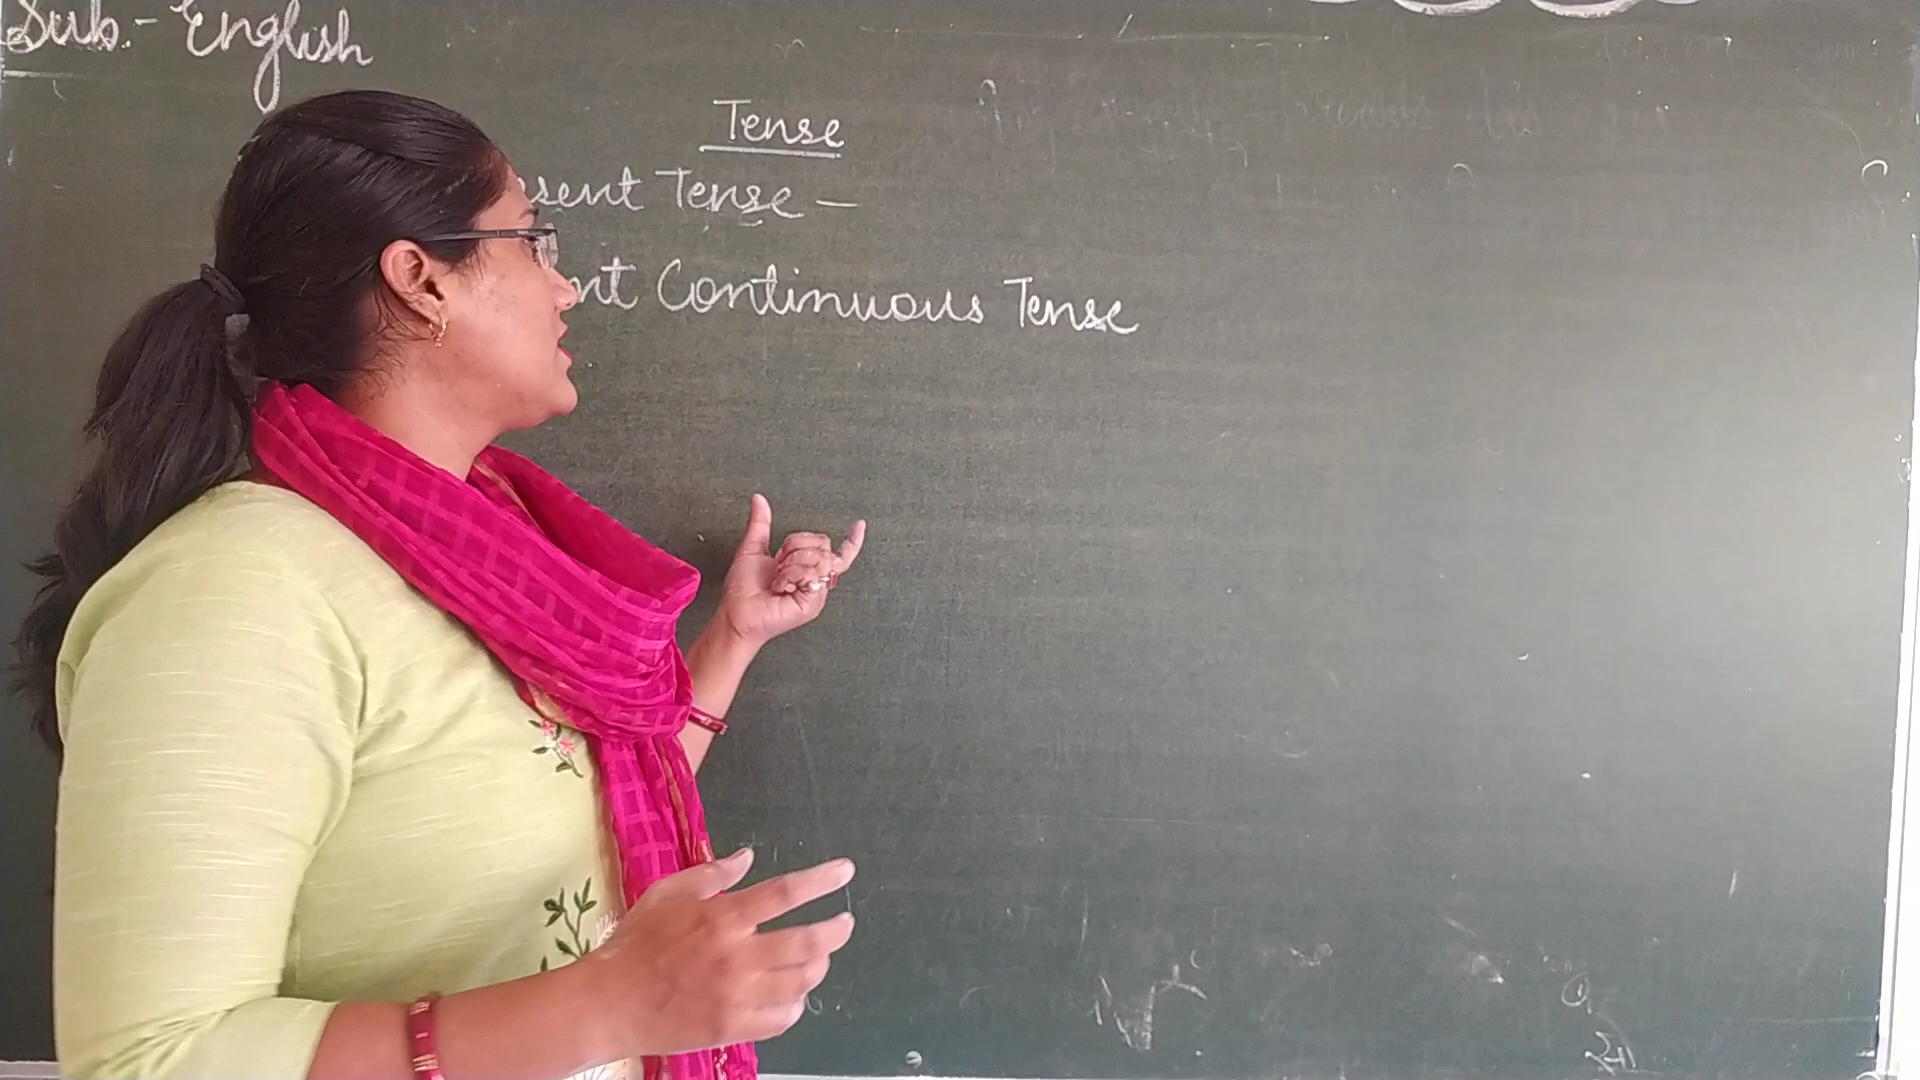 Sub.- English
Tense
sent Tense –
nt Continuous Tense